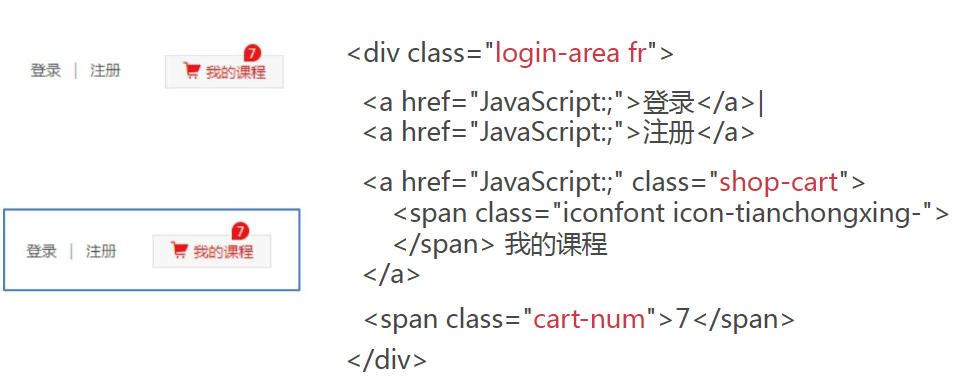 7
登录 | 注册 我的课程
7
登录 | 注册 我的课程
<div class="login-area fr">
<a href="JavaScript:;">登录</a>|
<a href="JavaScript:;">注册</a>
<a href="JavaScript:;" class="shop-cart">
<span class="iconfont icon-tianchongxing-">
</span> 我的课程
</a>
<span class="cart-num">7</span>
</div>